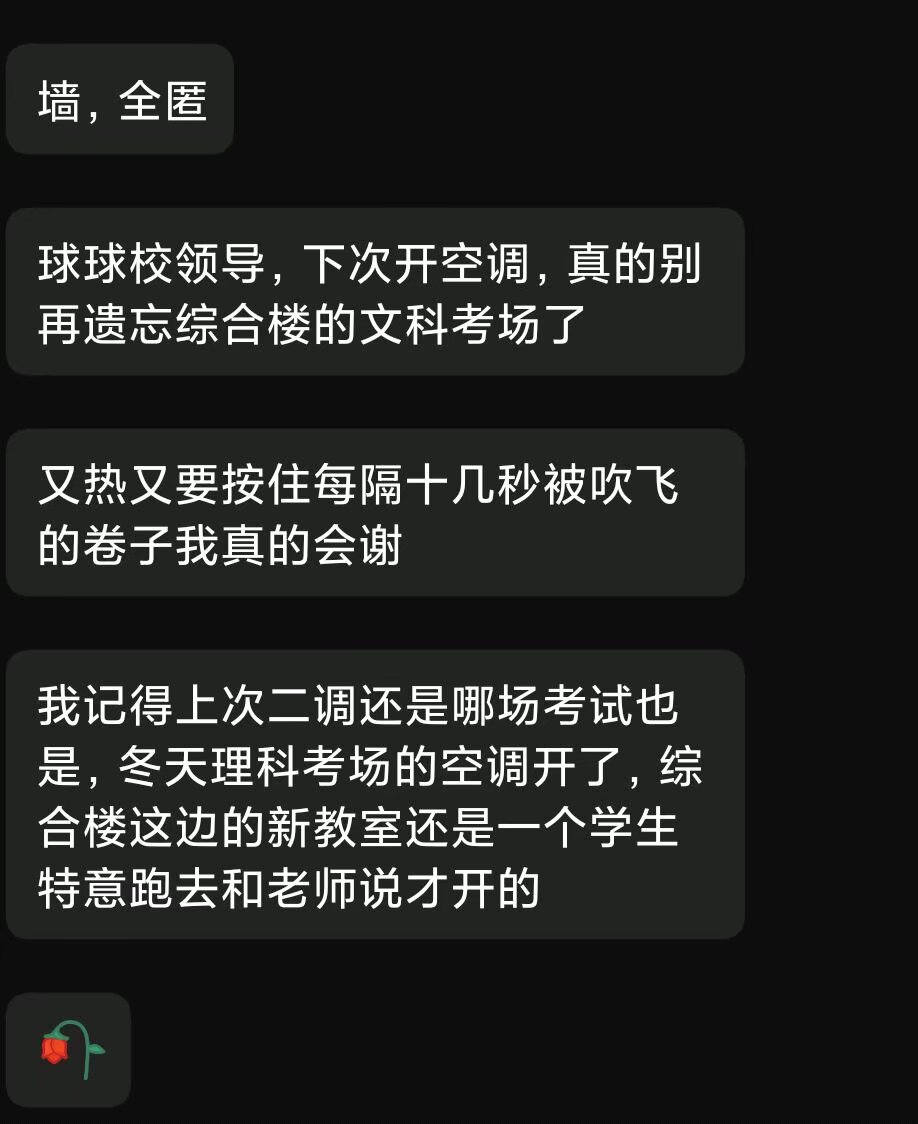 墙，全匿
球球校领导，下次开空调，真的别
再遗忘综合楼的文科考场了
又热又要按住每隔十几秒被吹飞
的卷子我真的会谢
我记得上次二调还是哪场考试也
是，冬天理科考场的空调开了，综
合楼这边的新教室还是一个学生
特意跑去和老师说才开的